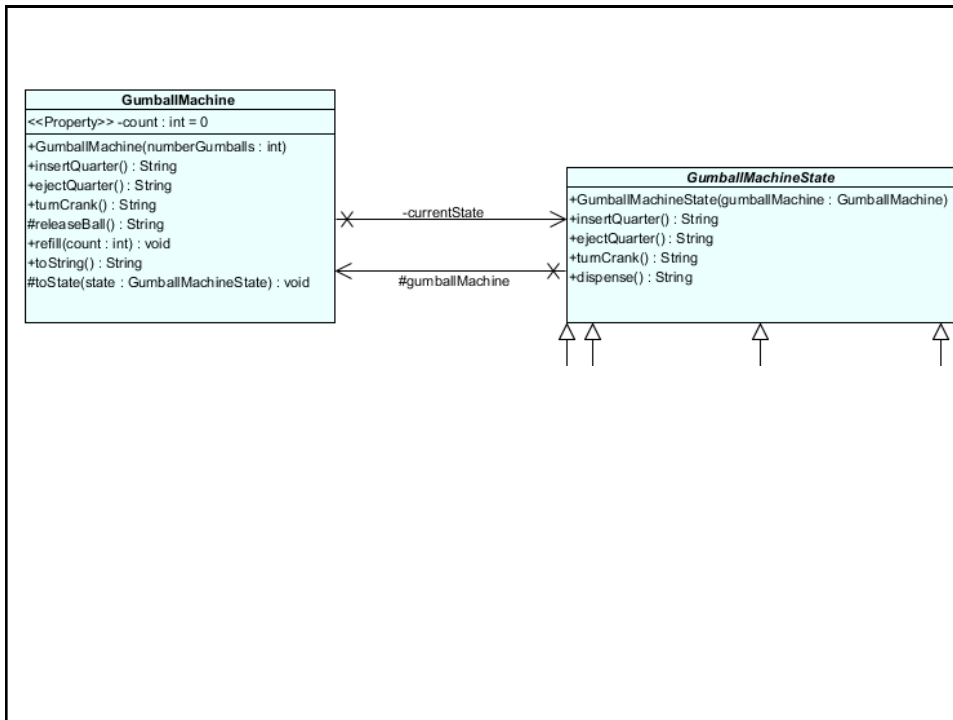 GumballMachine
<<Property>> -count : int = 0
+GumballMachine(numberGumballs : int)
+insertQuarter() : String
+ejectQuarter() : String
+turnCrank() : String
#releaseBall() : String
+refill(count : int) : void
+toString() : String
#toState(state : GumballMachineState) : void
-currentState
#gumballMachine
GumballMachineState
+GumballMachineState(gumballMachine : GumballMachine)
+insertQuarter() : String
+ejectQuarter() : String
+turnCrank() : String
+dispense() : String